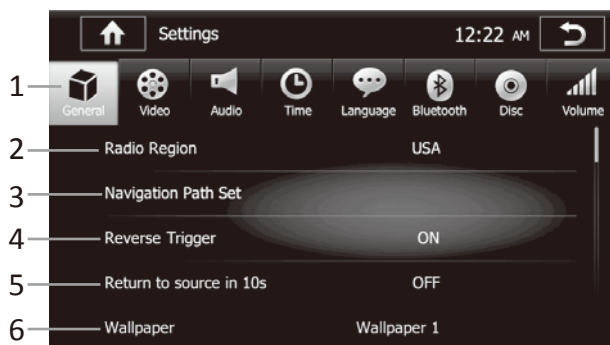 Settings 12:22 AM
1 General Video Audio Time Language Bluetooth Disc Volume
2 Radio Region USA
3 Navigation Path Set
4 Reverse Trigger ON
5 Return to source in 10s OFF
6 Wallpaper Wallpaper 1